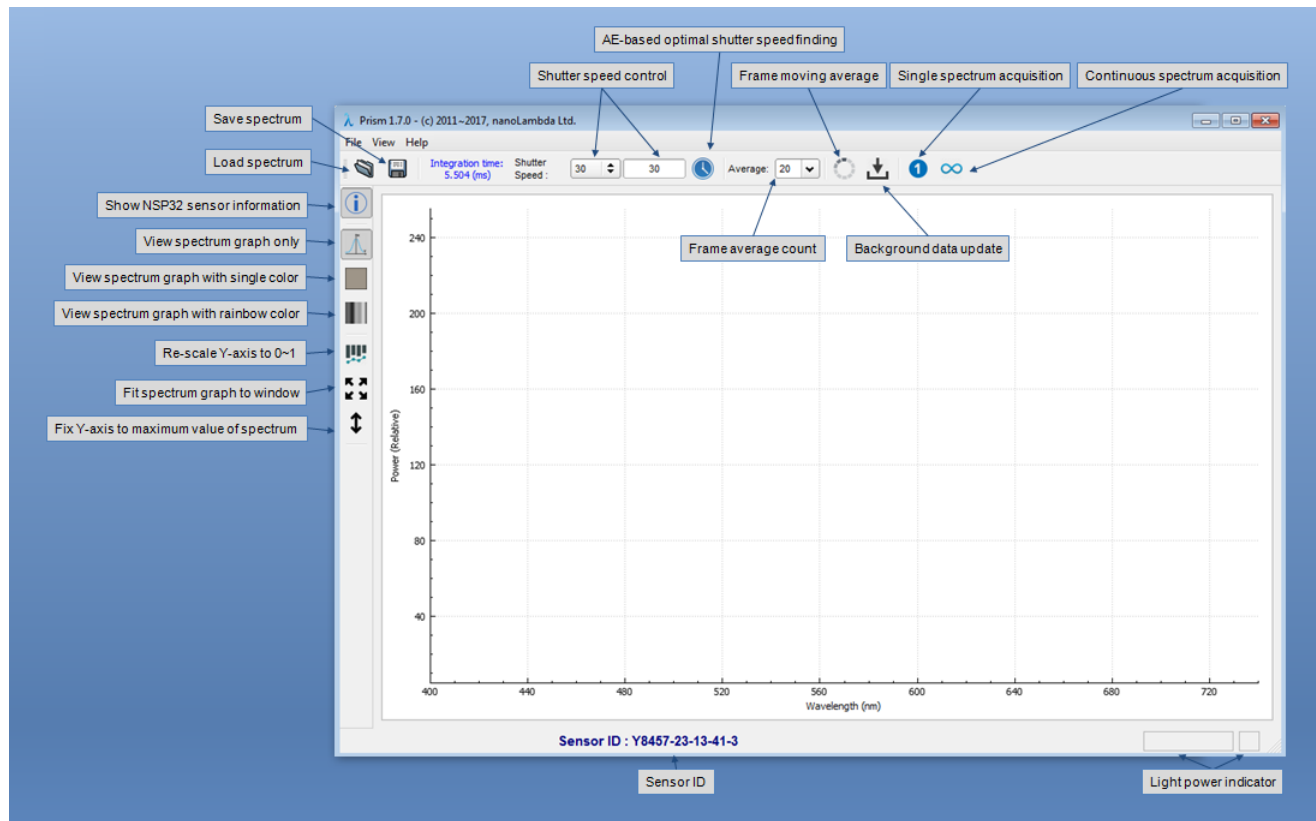 AE-based optimal shutter speed finding
Shutter speed control
Frame moving average
Single spectrum acquisition
Continuous spectrum acquisition
Save spectrum
λ Prism 1.7.0 - (c) 2011~2017, nanoLambda Ltd.
File View Help
Load spectrum
Integration time:
5.504 (ms)
Shutter
Speed :
30
30
Average:
20
1
Show NSP32 sensor information
View spectrum graph only
240
Frame average count
Background data update
View spectrum graph with single color
View spectrum graph with rainbow color
200
Re-scale Y-axis to 0~1
Fit spectrum graph to window
160
Fix Y-axis to maximum value of spectrum
Power (Relative)
120
80
40
400 440 480 520 560 600 640 680 720
Wavelength (nm)
Sensor ID : Y8457-23-13-41-3
Sensor ID
Light power indicator